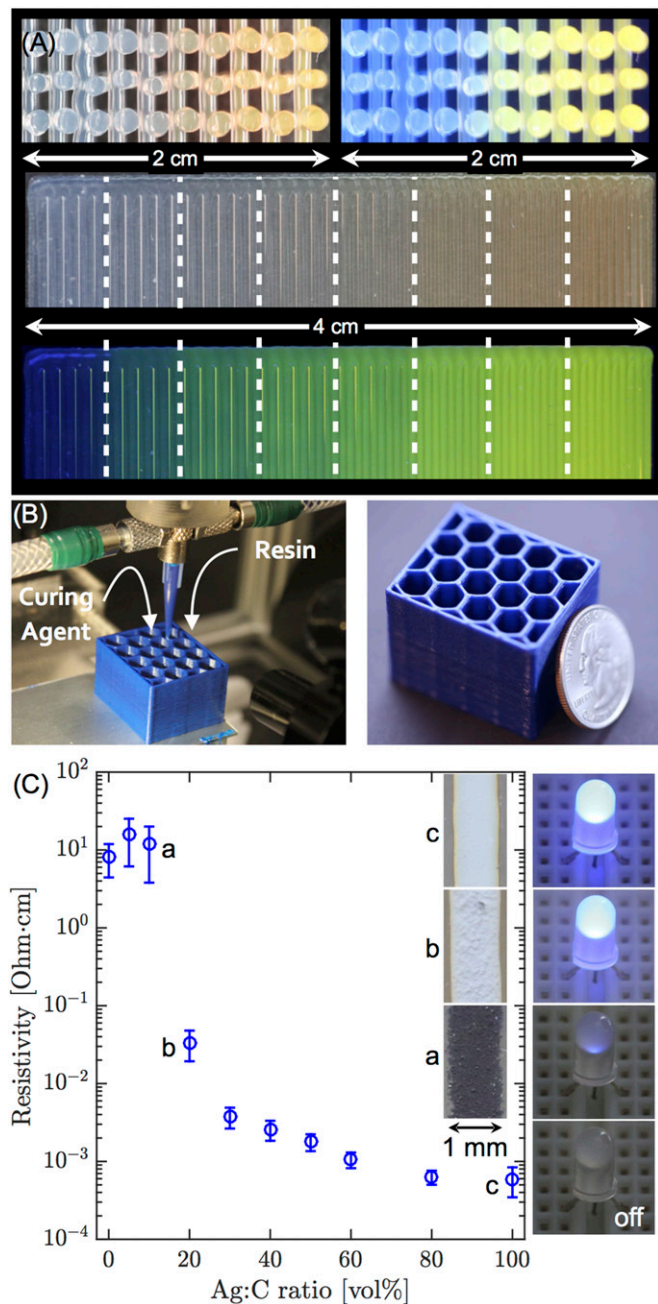 (A)
2 cm
2 cm
4 cm
(B)
Curing
Agent
Resin
(C)
Resistivity [Ohm·cm]
10²
10¹
10⁰
10⁻¹
10⁻²
10⁻³
10⁻⁴
a
b
c
c
b
a
1 mm
off
0
20
40
60
80
100
Ag:C ratio [vol%]